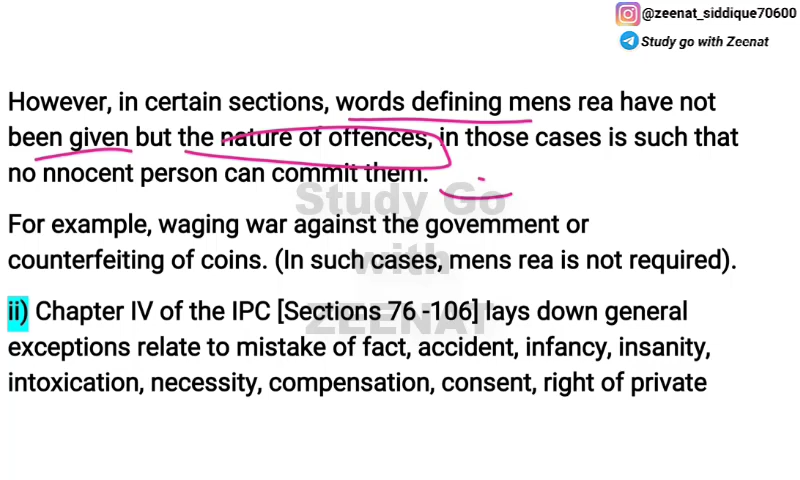 @zeenat_siddique70600
Study go with Zeenat
However, in certain sections, words defining mens rea have not
been given but the nature of offences, in those cases is such that
no nnocent person can commit them.
For example, waging war against the govemment or
counterfeiting of coins. (In such cases, mens rea is not required).
ii) Chapter IV of the IPC [Sections 76 -106] lays down general
exceptions relate to mistake of fact, accident, infancy, insanity,
intoxication, necessity, compensation, consent, right of private
Study Go
with
ZEENAT